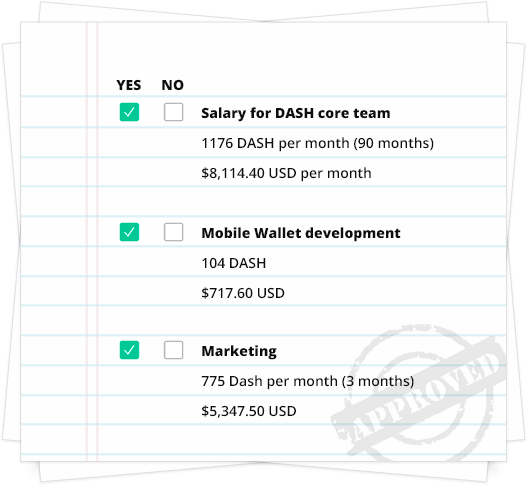 YES NO
Salary for DASH core team
1176 DASH per month (90 months)
$8,114.40 USD per month
Mobile Wallet development
104 DASH
$717.60 USD
Marketing
775 Dash per month (3 months)
$5,347.50 USD
APPROVED